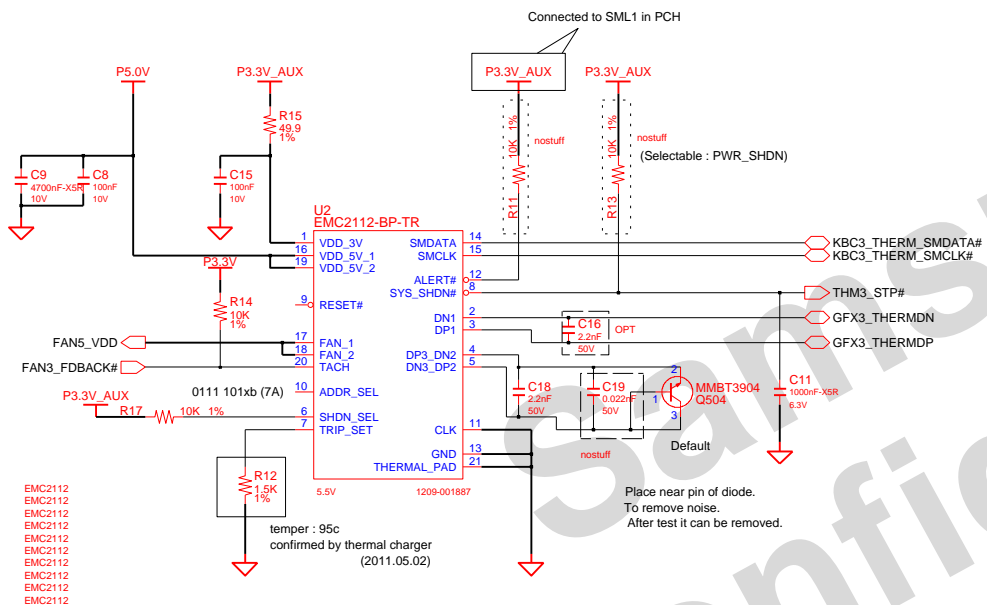 Connected to SML1 in PCH
P5.0V
P3.3V_AUX
P3.3V_AUX
P3.3V_AUX
R15
49.9
1%
10K 1%
nostuff
R11
10K 1%
nostuff
(Selectable : PWR_SHDN)
R13
C9
4700nF-X5R
10V
C8
100nF
10V
C15
100nF
10V
U2
EMC2112-BP-TR
1
VDD_3V
16
VDD_5V_1
19
VDD_5V_2
9
RESET#
17
FAN_1
18
FAN_2
20
TACH
10
ADDR_SEL
6
SHDN_SEL
7
TRIP_SET
SMDATA
14
SMCLK
15
ALERT#
12
SYS_SHDN#
8
DN1
2
DP1
3
DP3_DN2
4
DN3_DP2
5
CLK
11
GND
13
THERMAL_PAD
21
5.5V
1209-001887
KBC3_THERM_SMDATA#
KBC3_THERM_SMCLK#
THM3_STP#
GFX3_THERMDN
GFX3_THERMDP
P3.3V
R14
10K
1%
FAN5_VDD
FAN3_FDBACK#
0111 101xb (7A)
P3.3V_AUX
R17
10K 1%
R12
1.5K
1%
temper : 95c
confirmed by thermal charger
(2011.05.02)
C16
2.2nF
50V
OPT
C18
2.2nF
50V
C19
0.022nF
50V
nostuff
2
1
3
MMBT3904
Q504
Default
C11
1000nF-X5R
6.3V
Place near pin of diode.
To remove noise.
After test it can be removed.
EMC2112
EMC2112
EMC2112
EMC2112
EMC2112
EMC2112
EMC2112
EMC2112
EMC2112
EMC2112